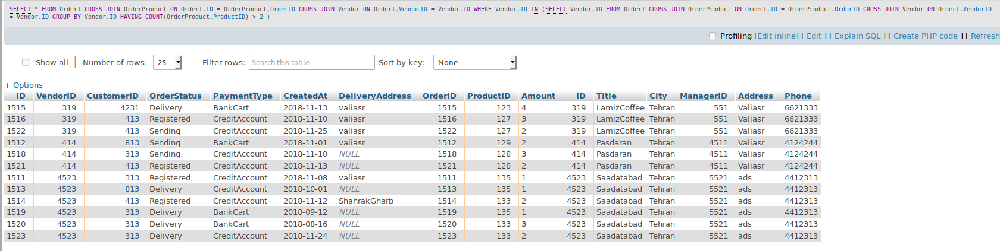 SELECT * FROM OrderT CROSS JOIN OrderProduct ON OrderT.ID = OrderProduct.OrderID CROSS JOIN Vendor ON OrderT.VendorID = Vendor.ID WHERE Vendor.ID IN (SELECT Vendor.ID FROM OrderT CROSS JOIN OrderProduct ON OrderT.ID = OrderProduct.OrderID CROSS JOIN Vendor ON OrderT.VendorID
= Vendor.ID GROUP BY Vendor.ID HAVING COUNT(OrderProduct.ProductID) > 2 )
Profiling [Edit inline] [ Edit ] [ Explain SQL ] [ Create PHP code ] [ Refresh
Show all | Number of rows: 25 Filter rows: Search this table Sort by key: None
+ Options
ID VendorID CustomerID OrderStatus PaymentType CreatedAt DeliveryAddress OrderID ProductID Amount ID Title City ManagerID Address Phone
1515 319 4231 Delivery BankCart 2018-11-13 valiasr 1515 123 4 319 LamizCoffee Tehran 551 Valiasr 6621333
1516 319 413 Registered CreditAccount 2018-11-10 valiasr 1516 127 3 319 LamizCoffee Tehran 551 Valiasr 6621333
1522 319 413 Sending CreditAccount 2018-11-25 valiasr 1522 127 2 319 LamizCoffee Tehran 551 Valiasr 6621333
1512 414 813 Sending BankCart 2018-11-01 valiasr 1512 129 2 414 Pasdaran Tehran 4511 Valiasr 4124244
1518 414 313 Sending CreditAccount 2018-11-10 NULL 1518 128 3 414 Pasdaran Tehran 4511 Valiasr 4124244
1521 414 413 Registered CreditAccount 2018-11-13 NULL 1521 128 2 414 Pasdaran Tehran 4511 Valiasr 4124244
1511 4523 313 Registered CreditAccount 2018-11-08 valiasr 1511 135 1 4523 Saadatabad Tehran 5521 ads 4412313
1513 4523 813 Delivery CreditAccount 2018-10-01 NULL 1513 135 1 4523 Saadatabad Tehran 5521 ads 4412313
1514 4523 413 Registered CreditAccount 2018-11-12 ShahrakGharb 1514 133 2 4523 Saadatabad Tehran 5521 ads 4412313
1519 4523 313 Delivery BankCart 2018-09-12 NULL 1519 135 1 4523 Saadatabad Tehran 5521 ads 4412313
1520 4523 313 Delivery BankCart 2018-08-16 NULL 1520 133 3 4523 Saadatabad Tehran 5521 ads 4412313
1523 4523 313 Delivery CreditAccount 2018-11-24 NULL 1523 133 2 4523 Saadatabad Tehran 5521 ads 4412313